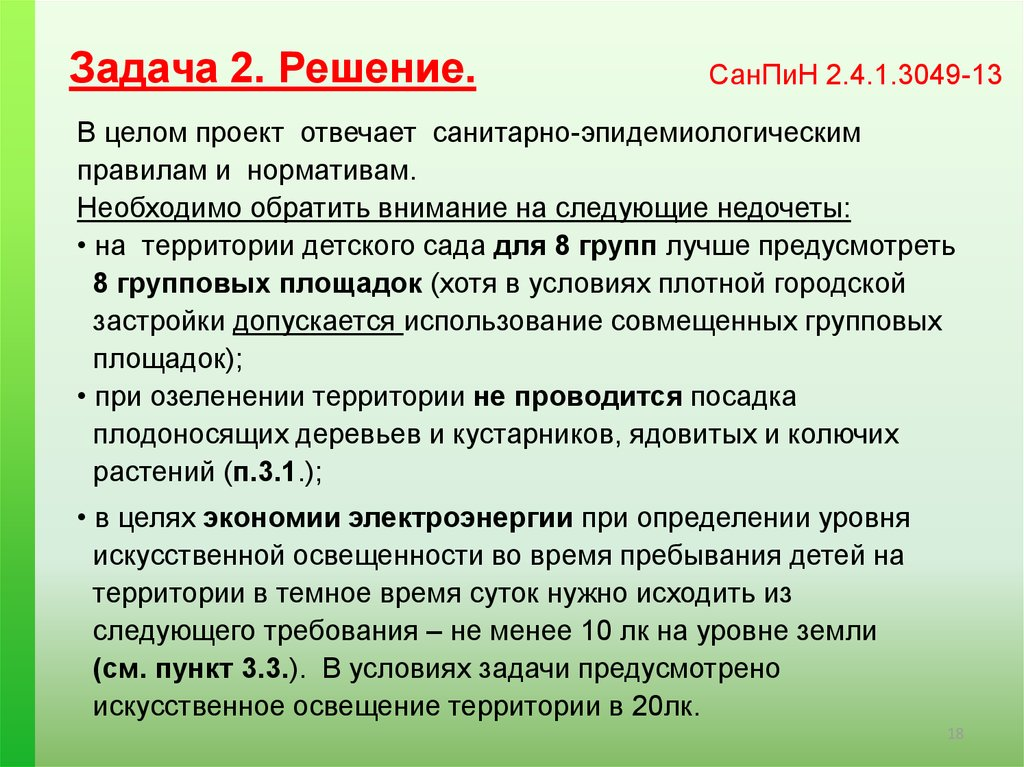 Задача 2. Решение.
СанПиН 2.4.1.3049-13
В целом проект отвечает санитарно-эпидемиологическим
правилам и нормативам.
Необходимо обратить внимание на следующие недочеты:
• на территории детского сада для 8 групп лучше предусмотреть
8 групповых площадок (хотя в условиях плотной городской
застройки допускается использование совмещенных групповых
площадок);
• при озеленении территории не проводится посадка
плодоносящих деревьев и кустарников, ядовитых и колючих
растений (п.3.1.);
• в целях экономии электроэнергии при определении уровня
искусственной освещенности во время пребывания детей на
территории в темное время суток нужно исходить из
следующего требования – не менее 10 лк на уровне земли
(см. пункт 3.3.). В условиях задачи предусмотрено
искусственное освещение территории в 20лк.
18